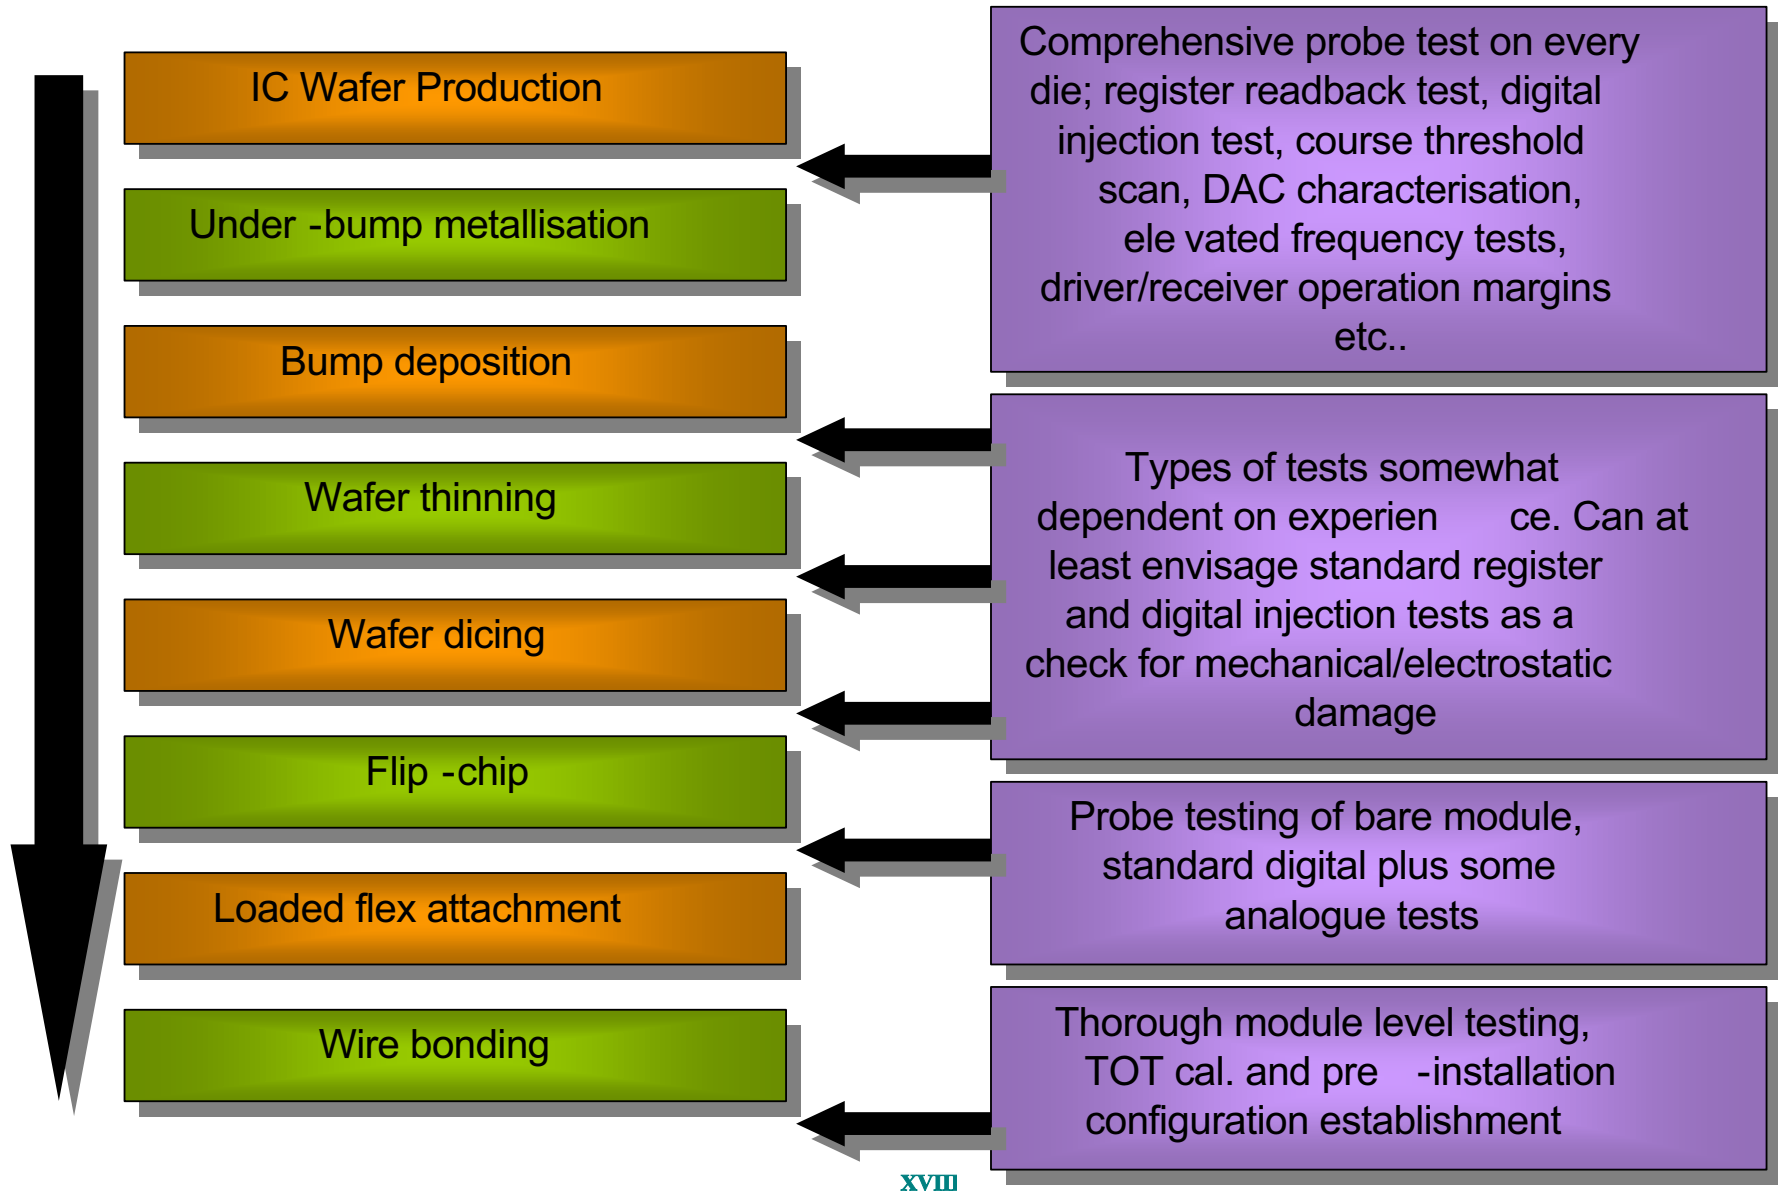 IC Wafer Production
Under -bump metallisation
Bump deposition
Wafer thinning
Wafer dicing
Flip -chip
Loaded flex attachment
Wire bonding
Comprehensive probe test on every
die; register readback test, digital
injection test, course threshold
scan, DAC characterisation,
ele vated frequency tests,
driver/receiver operation margins
etc..
Types of tests somewhat
dependent on experien ce. Can at
least envisage standard register
and digital injection tests as a
check for mechanical/electrostatic
damage
Probe testing of bare module,
standard digital plus some
analogue tests
Thorough module level testing,
TOT cal. and pre -installation
configuration establishment
XVIII